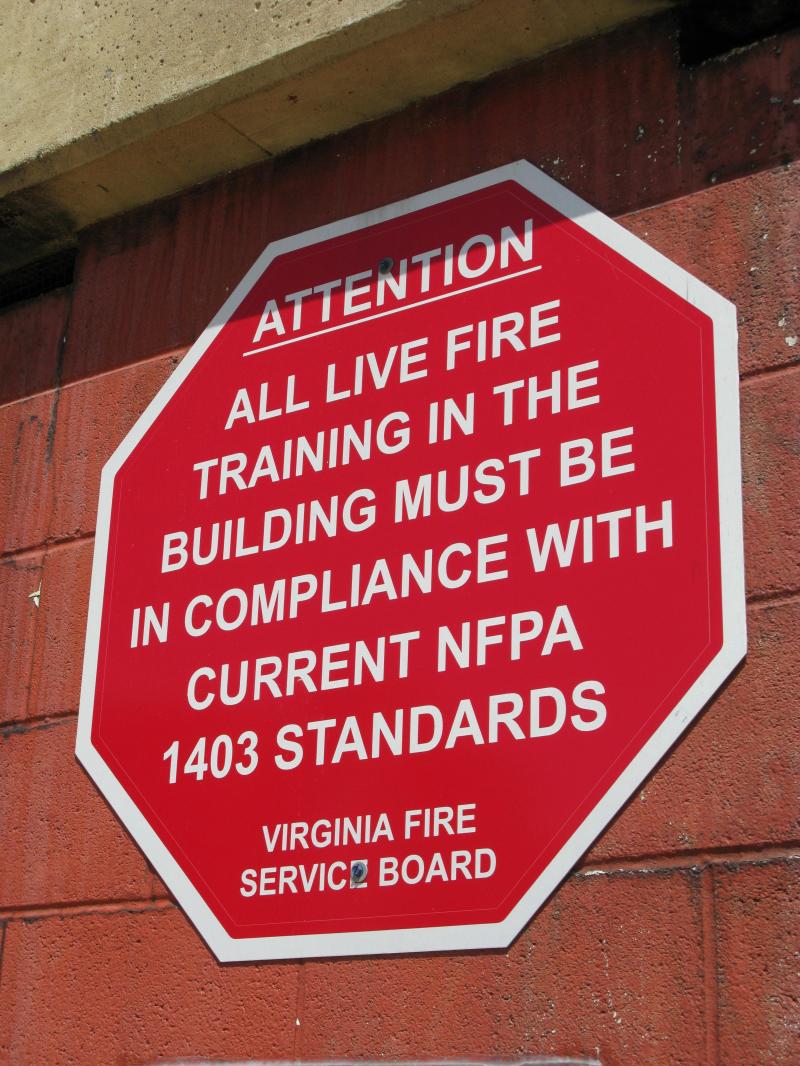 ATTENTION
ALL LIVE FIRE
TRAINING IN THE
BUILDING MUST BE
IN COMPLIANCE WITH
CURRENT NFPA
1403 STANDARDS
VIRGINIA FIRE
SERVICE BOARD